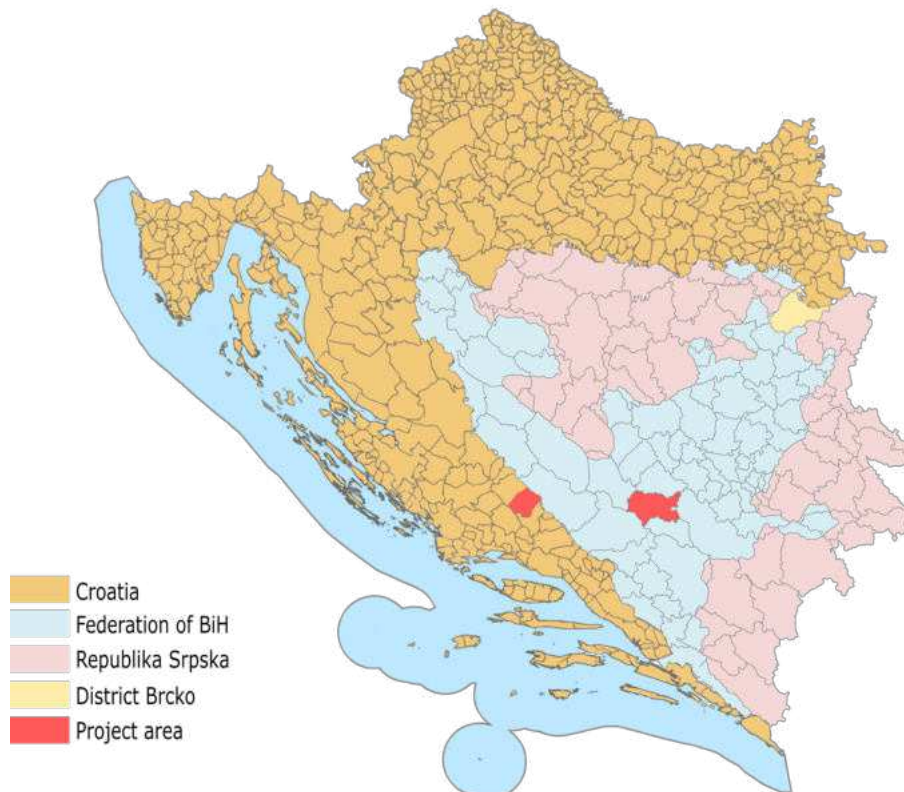 Croatia
Federation of BiH
Republika Srpska
District Brcko
Project area